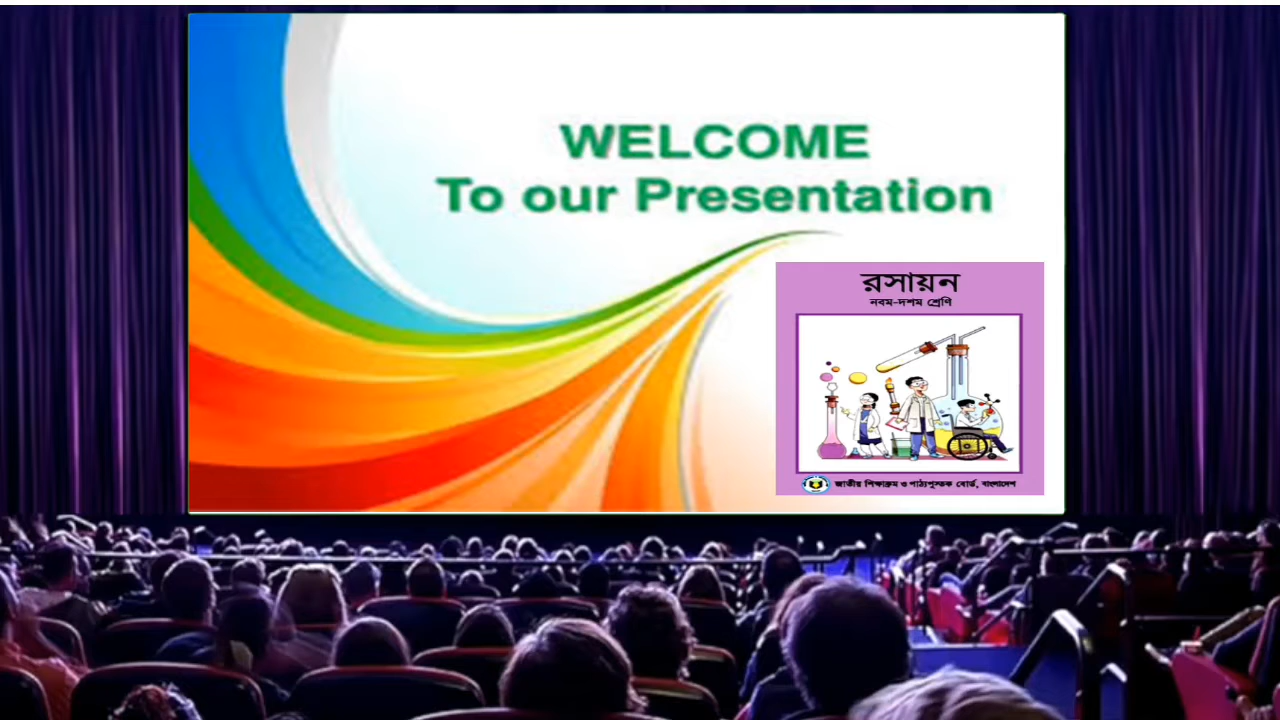 WELCOME
To our Presentation
রসায়ন
নবম-দশম শ্রেণি
জাতীয় শিক্ষাক্রম ও পাঠ্যপুস্তক বোর্ড, বাংলাদেশ